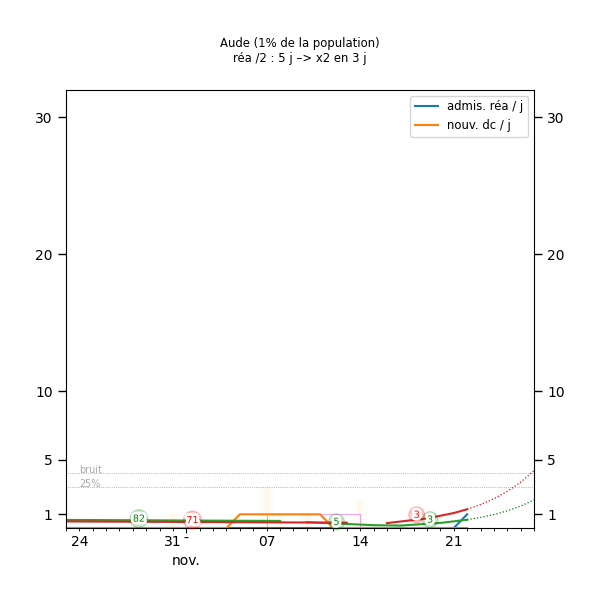 Aude (1% de la population)
réa /2 : 5 j –> x2 en 3 j
admis. réa / j
nouv. dc / j
30 30
20 20
10 10
5 5
bruit
25%
1 1
82 71 5 3 3
24 31 - 07 14 21
nov.